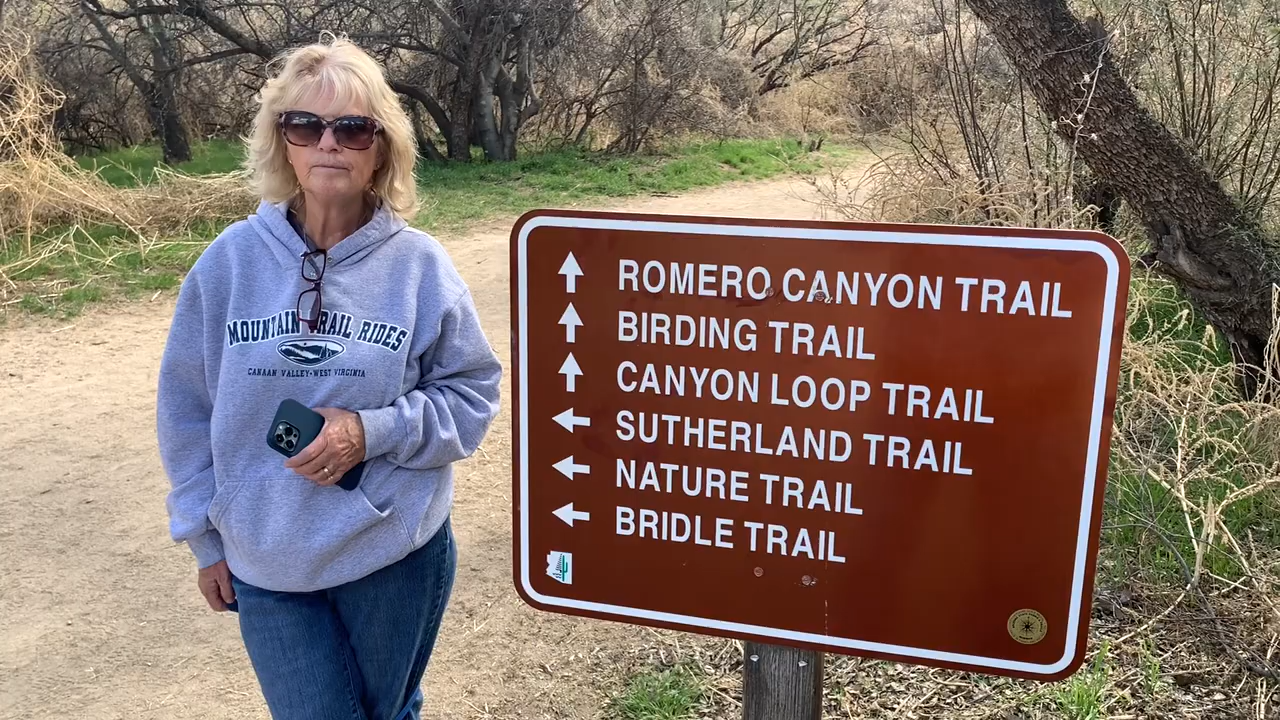 MOUNTAIN TRAIL RIDES
CANAAN VALLEY•WEST VIRGINIA
ROMERO CANYON TRAIL
BIRDING TRAIL
CANYON LOOP TRAIL
SUTHERLAND TRAIL
NATURE TRAIL
BRIDLE TRAIL